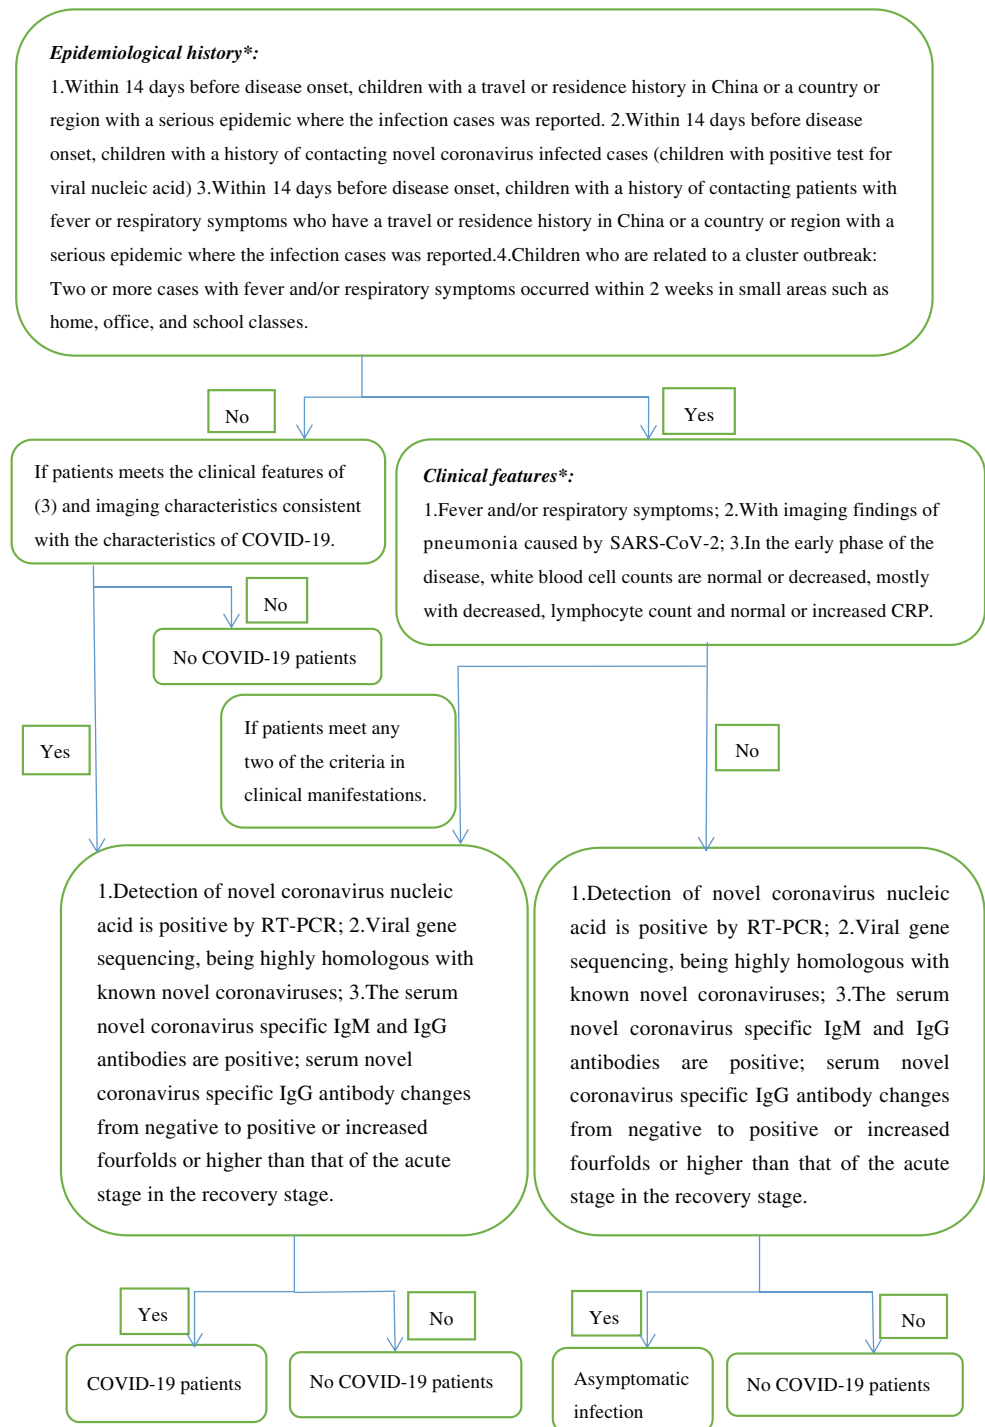 Epidemiological history*:
1.Within 14 days before disease onset, children with a travel or residence history in China or a country or
region with a serious epidemic where the infection cases was reported. 2.Within 14 days before disease
onset, children with a history of contacting novel coronavirus infected cases (children with positive test for
viral nucleic acid) 3.Within 14 days before disease onset, children with a history of contacting patients with
fever or respiratory symptoms who have a travel or residence history in China or a country or region with a
serious epidemic where the infection cases was reported.4.Children who are related to a cluster outbreak:
Two or more cases with fever and/or respiratory symptoms occurred within 2 weeks in small areas such as
home, office, and school classes.
No
Yes
If patients meets the clinical features of
(3) and imaging characteristics consistent
with the characteristics of COVID-19.
Clinical features*:
1.Fever and/or respiratory symptoms; 2.With imaging findings of
pneumonia caused by SARS-CoV-2; 3.In the early phase of the
disease, white blood cell counts are normal or decreased, mostly
with decreased, lymphocyte count and normal or increased CRP.
No
No COVID-19 patients
Yes
If patients meet any
two of the criteria in
clinical manifestations.
No
1.Detection of novel coronavirus nucleic
acid is positive by RT-PCR; 2.Viral gene
sequencing, being highly homologous with
known novel coronaviruses; 3.The serum
novel coronavirus specific IgM and IgG
antibodies are positive; serum novel
coronavirus specific IgG antibody changes
from negative to positive or increased
fourfolds or higher than that of the acute
stage in the recovery stage.
1.Detection of novel coronavirus nucleic
acid is positive by RT-PCR; 2.Viral gene
sequencing, being highly homologous with
known novel coronaviruses; 3.The serum
novel coronavirus specific IgM and IgG
antibodies are positive; serum novel
coronavirus specific IgG antibody changes
from negative to positive or increased
fourfolds or higher than that of the acute
stage in the recovery stage.
Yes
No
Yes
No
COVID-19 patients
No COVID-19 patients
Asymptomatic
infection
No COVID-19 patients